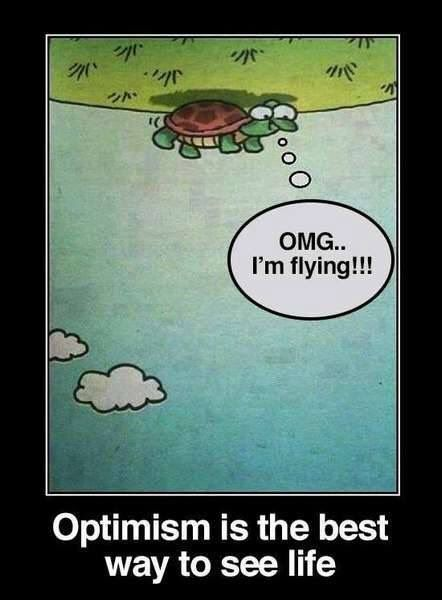 OMG..
I'm flying!!!
Optimism is the best
way to see life